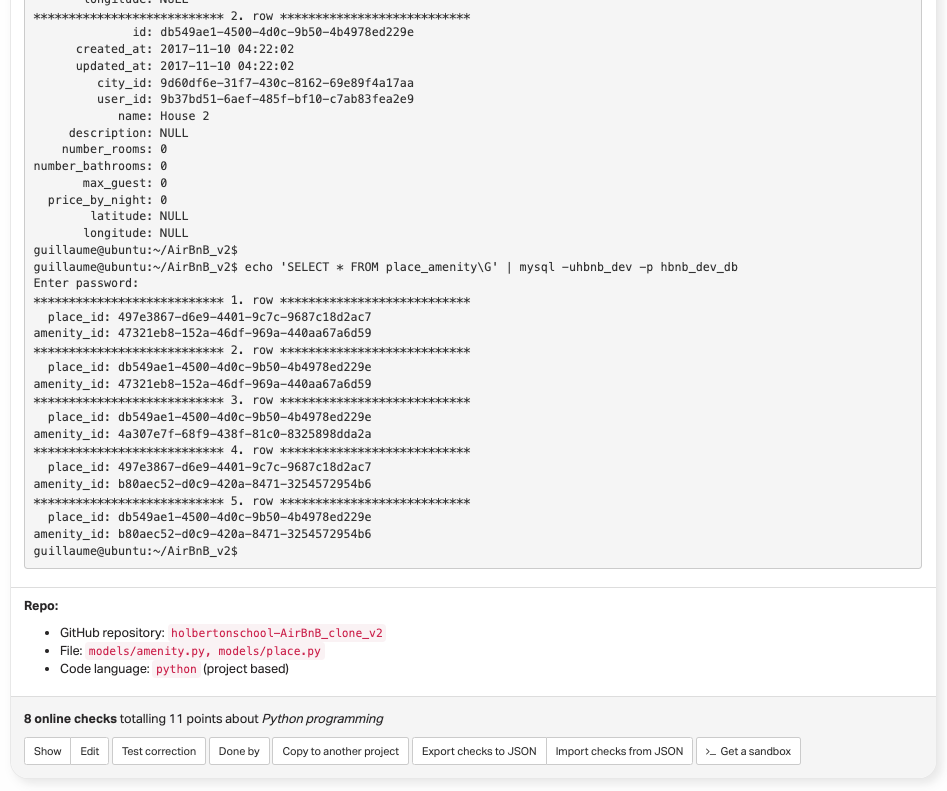 longitude: NULL
*************************** 2. row ***************************
id: db549ae1-4500-4d0c-9b50-4b4978ed229e
created_at: 2017-11-10 04:22:02
updated_at: 2017-11-10 04:22:02
city_id: 9d60df6e-31f7-430c-8162-69e89f4a17aa
user_id: 9b37bd51-6aef-485f-bf10-c7ab83fea2e9
name: House 2
description: NULL
number_rooms: 0
number_bathrooms: 0
max_guest: 0
price_by_night: 0
latitude: NULL
longitude: NULL
guillaume@ubuntu:~/AirBnB_v2$
guillaume@ubuntu:~/AirBnB_v2$ echo 'SELECT * FROM place_amenity\G' | mysql -uhbnb_dev -p hbnb_dev_db
Enter password:
*************************** 1. row ***************************
place_id: 497e3867-d6e9-4401-9c7c-9687c18d2ac7
amenity_id: 47321eb8-152a-46df-969a-440aa67a6d59
*************************** 2. row ***************************
place_id: db549ae1-4500-4d0c-9b50-4b4978ed229e
amenity_id: 47321eb8-152a-46df-969a-440aa67a6d59
*************************** 3. row ***************************
place_id: db549ae1-4500-4d0c-9b50-4b4978ed229e
amenity_id: 4a307e7f-68f9-438f-81c0-8325898dda2a
*************************** 4. row ***************************
place_id: 497e3867-d6e9-4401-9c7c-9687c18d2ac7
amenity_id: b80aec52-d0c9-420a-8471-3254572954b6
*************************** 5. row ***************************
place_id: db549ae1-4500-4d0c-9b50-4b4978ed229e
amenity_id: b80aec52-d0c9-420a-8471-3254572954b6
guillaume@ubuntu:~/AirBnB_v2$
Repo:
• GitHub repository: holbertonschool-AirBnB_clone_v2
• File: models/amenity.py, models/place.py
• Code language: python (project based)
8 online checks totalling 11 points about Python programming
Show Edit Test correction Done by Copy to another project Export checks to JSON Import checks from JSON >_ Get a sandbox